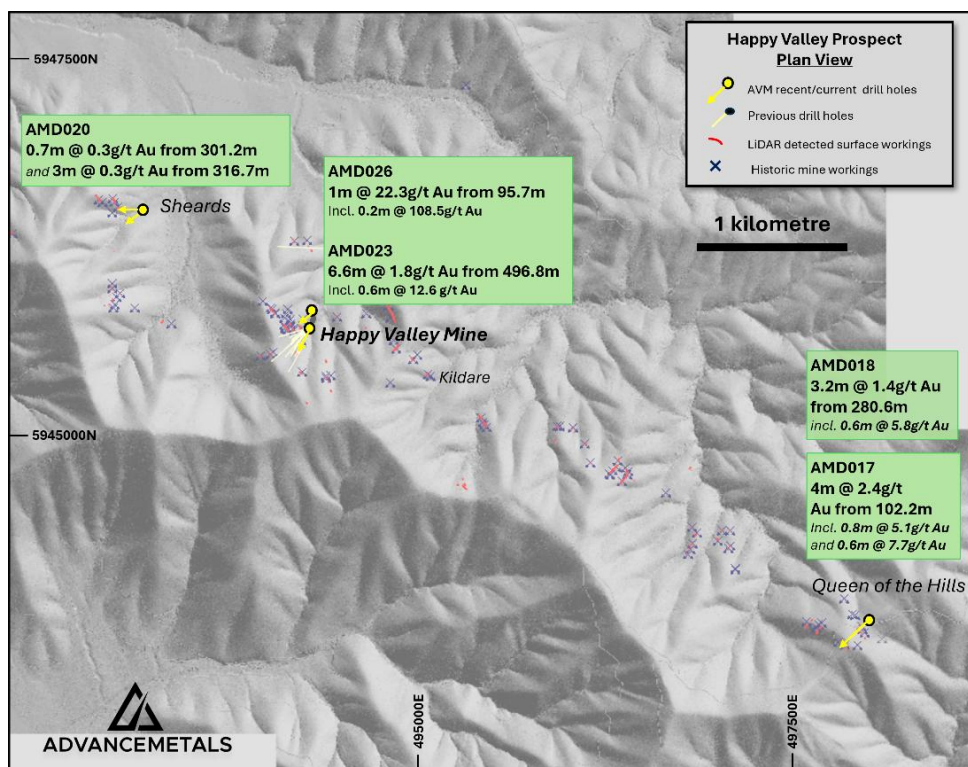 5947500N
Happy Valley Prospect
Plan View
AVM recent/current drill holes
Previous drill holes
LiDAR detected surface workings
Historic mine workings
AMD020
0.7m @ 0.3g/t Au from 301.2m
and 3m @ 0.3g/t Au from 316.7m
Sheards
AMD026
1m @ 22.3g/t Au from 95.7m
Incl. 0.2m @ 108.5g/t Au
AMD023
6.6m @ 1.8g/t Au from 496.8m
Incl. 0.6m @ 12.6 g/t Au
1 kilometre
Happy Valley Mine
Kildare
AMD018
3.2m @ 1.4g/t Au
from 280.6m
incl. 0.6m @ 5.8g/t Au
5945000N
AMD017
4m @ 2.4g/t
Au from 102.2m
Incl. 0.8m @ 5.1g/t Au
and 0.6m @ 7.7g/t Au
Queen of the Hills
495000E
497500E
ADVANCEMETALS